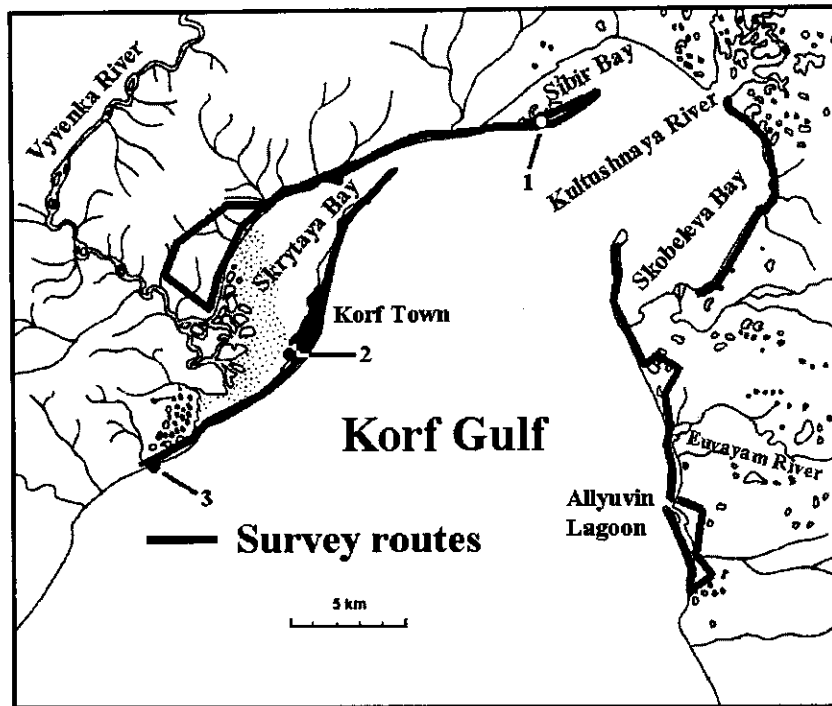 Vyvenka River
Sibir Bay
1
Kultushnaya River
Skrytaya Bay
Skobeleva Bay
Korf Town
2
Korf Gulf
Euvayam River
3
Allyuvin
Lagoon
Survey routes
5 km